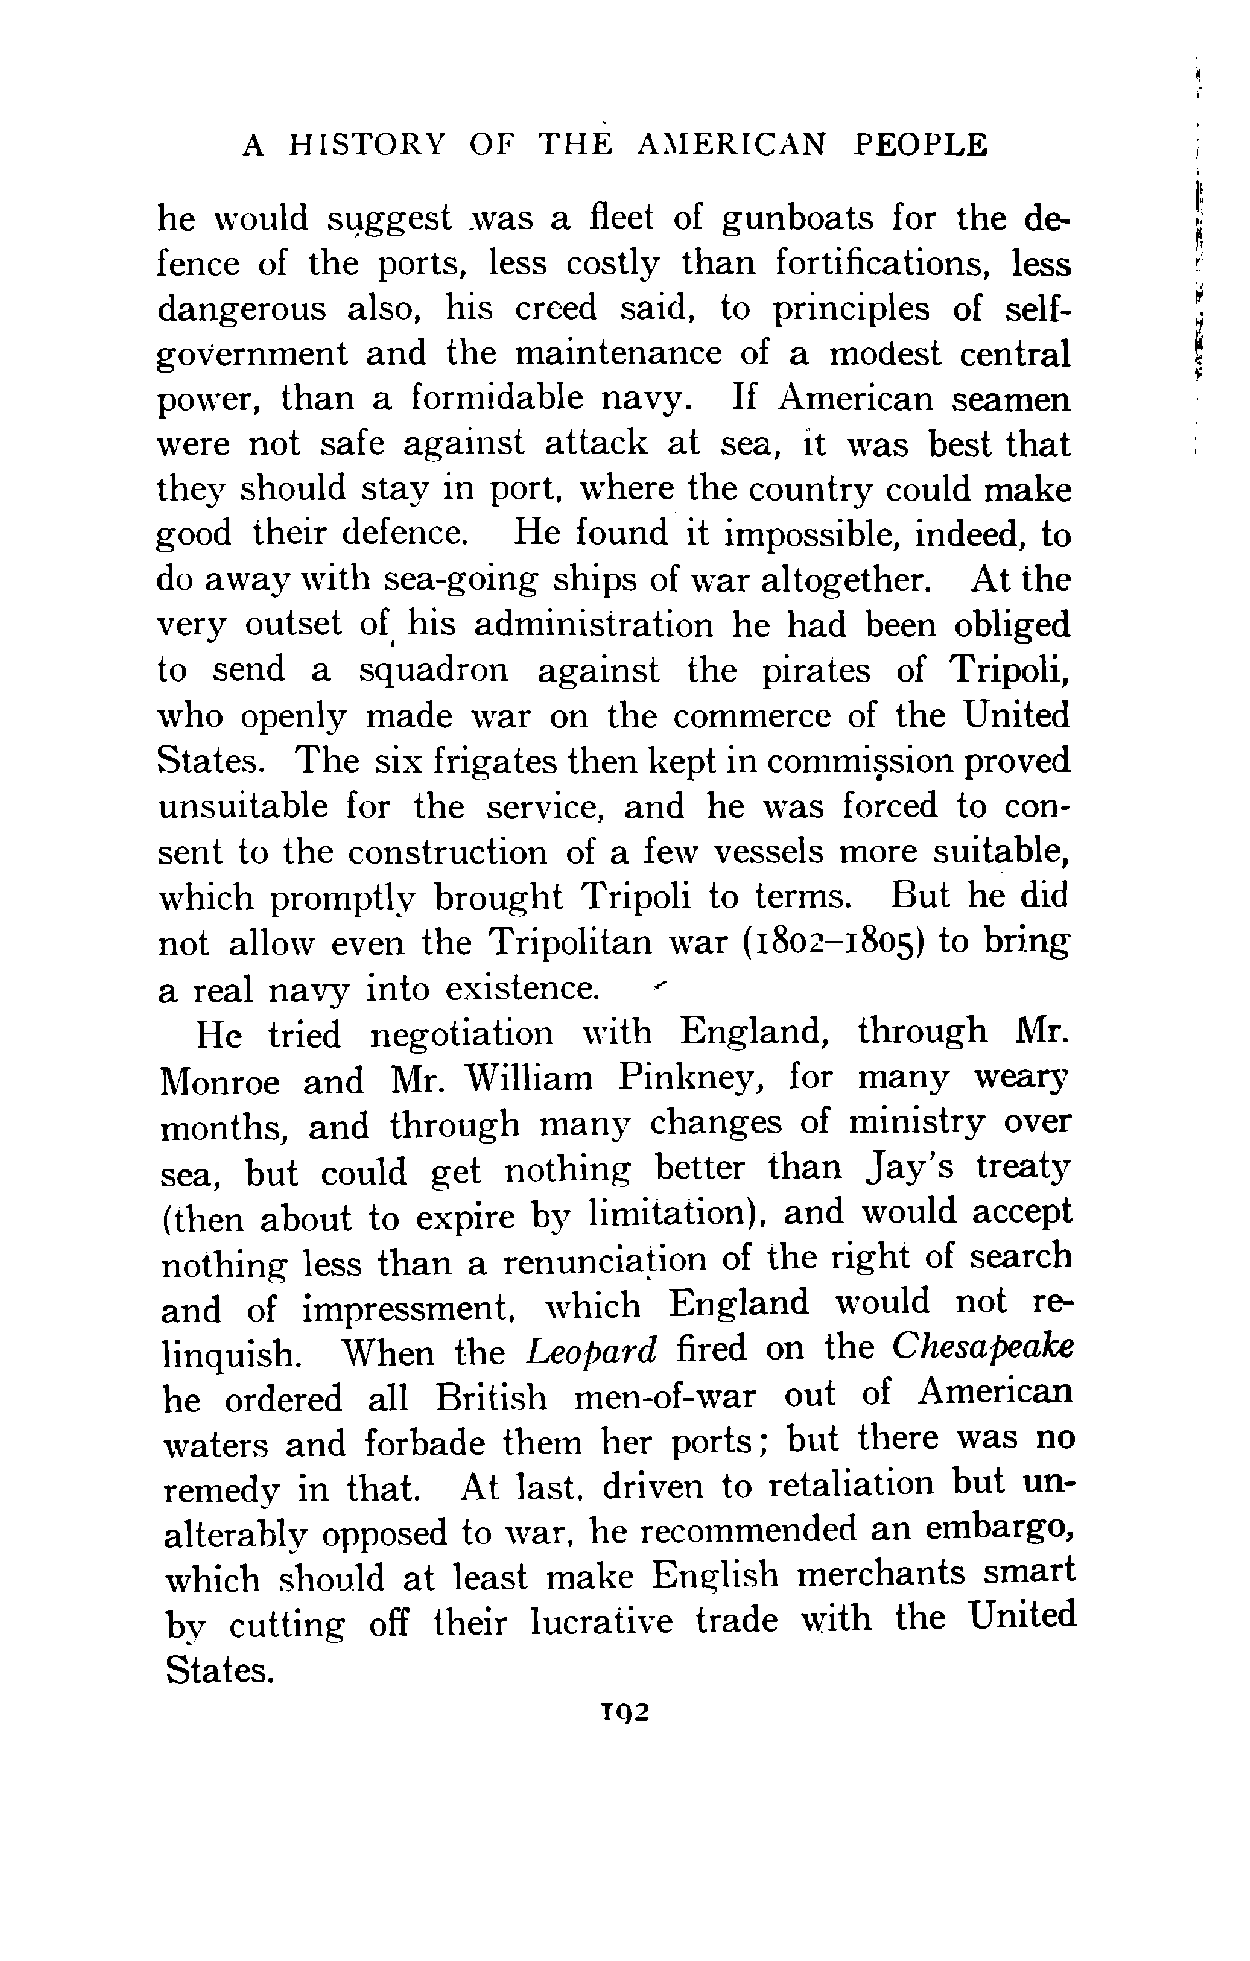 A HISTORY OF THE AMERICAN PEOPLE
he would suggest was a fleet of gunboats for the de-
fence of the ports, less costly than fortifications, less
dangerous also, his creed said, to principles of self-
government and the maintenance of a modest central
power, than a formidable navy. If American seamen
were not safe against attack at sea, it was best that
they should stay in port, where the country could make
good their defence. He found it impossible, indeed, to
do away with sea-going ships of war altogether. At the
very outset of his administration he had been obliged
to send a squadron against the pirates of Tripoli,
who openly made war on the commerce of the United
States. The six frigates then kept in commission proved
unsuitable for the service, and he was forced to con-
sent to the construction of a few vessels more suitable,
which promptly brought Tripoli to terms. But he did
not allow even the Tripolitan war (1802–1805) to bring
a real navy into existence.
He tried negotiation with England, through Mr.
Monroe and Mr. William Pinkney, for many weary
months, and through many changes of ministry over
sea, but could get nothing better than Jay's treaty
(then about to expire by limitation), and would accept
nothing less than a renunciation of the right of search
and of impressment, which England would not re-
linquish. When the Leopard fired on the Chesapeake
he ordered all British men-of-war out of American
waters and forbade them her ports; but there was no
remedy in that. At last, driven to retaliation but un-
alterably opposed to war, he recommended an embargo,
which should at least make English merchants smart
by cutting off their lucrative trade with the United
States.
192